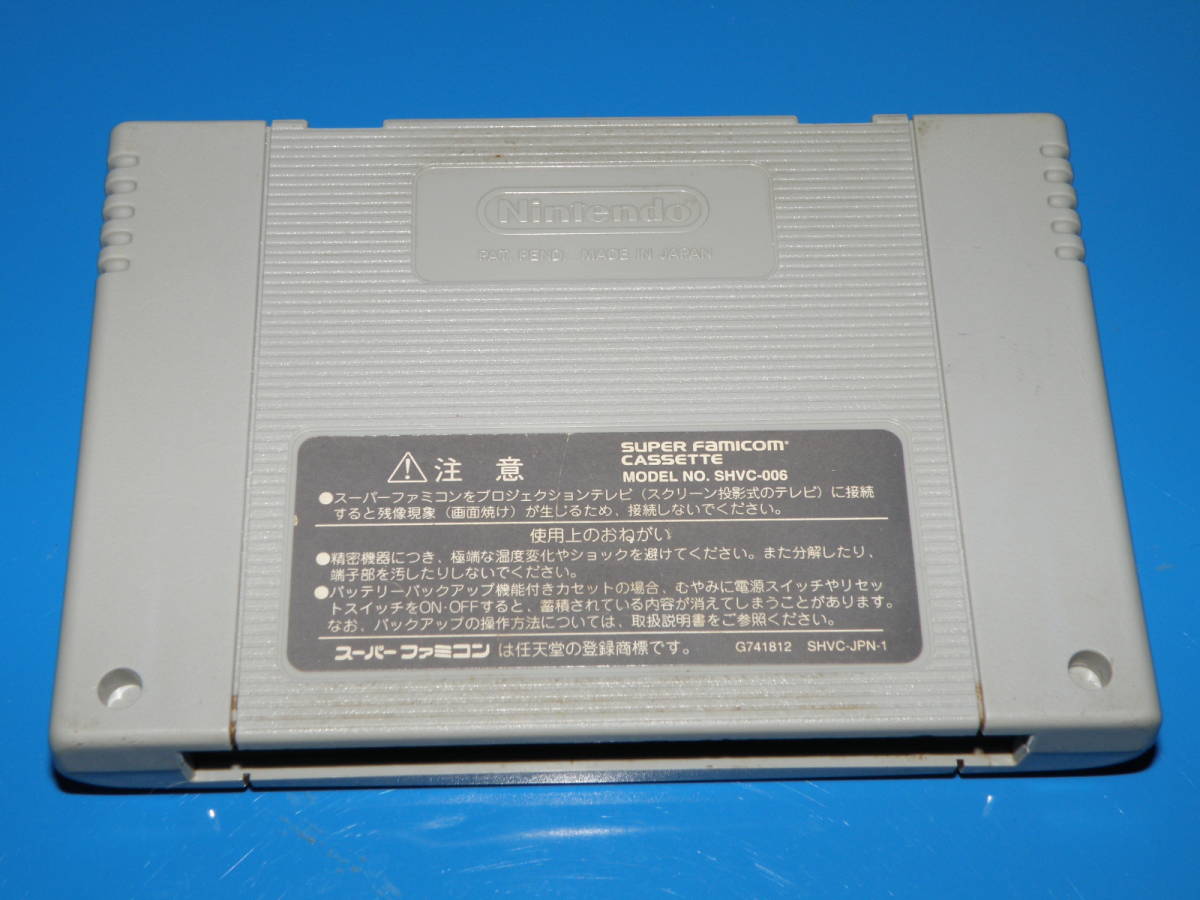 Nintendo®
PAT. PEND. MADE IN JAPAN
⚠注意
SUPER FAMICOM®
CASSETTE
MODEL NO. SHVC-006
●スーパーファミコンをプロジェクションテレビ（スクリーン投影式のテレビ）に接続
すると残像現象（画面焼け）が生じるため、接続しないでください。
使用上のおねがい
●精密機器につき、極端な温度変化やショックを避けてください。また分解したり、
端子部を汚したりしないでください。
●バッテリーバックアップ機能付きカセットの場合、むやみに電源スイッチやリセッ
トスイッチをON・OFFすると、蓄積されている内容が消えてしまうことがあります。
なお、バックアップの操作方法については、取扱説明書をご参照ください。
スーパーファミコンは任天堂の登録商標です。 G741812 SHVC-JPN-1